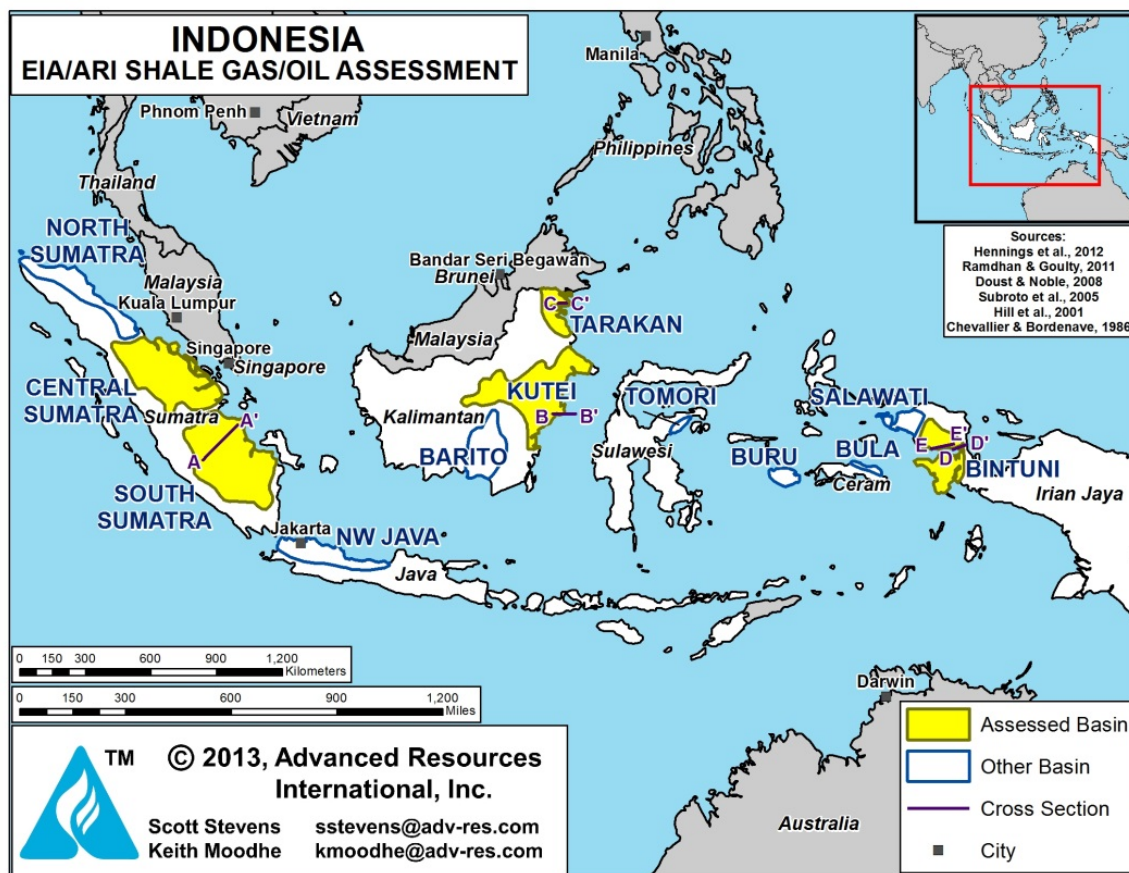 INDONESIA
EIA/ARI SHALE GAS/OIL ASSESSMENT
Manila
Phnom Penh
Vietnam
Philippines
Thailand
NORTH
SUMATRA
Malaysia
Kuala Lumpur
Bandar Seri Begawan
Brunei
Sources:
Hennings et al., 2012
Ramdhan & Goulty, 2011
Doust & Noble, 2008
Subroto et al., 2005
Hill et al., 2001
Chevallier & Bordenave, 1986
C C'
TARAKAN
Malaysia
Singapore
Singapore
CENTRAL
SUMATRA
Sumatra
A'
A
SOUTH
SUMATRA
KUTEI
Kalimantan
B B'
BARITO
TOMORI
Sulawesi
SALAWATI
BURU
BULA
Ceram
E E'
D D'
BINTUNI
Irian Jaya
Jakarta
NW JAVA
Java
0 150 300 600 900 1,200
Kilometers
0 150 300 600 900 1,200
Miles
Darwin
Australia
TM
© 2013, Advanced Resources
International, Inc.
Scott Stevens sstevens@adv-res.com
Keith Moodhe kmoodhe@adv-res.com
Assessed Basin
Other Basin
Cross Section
City